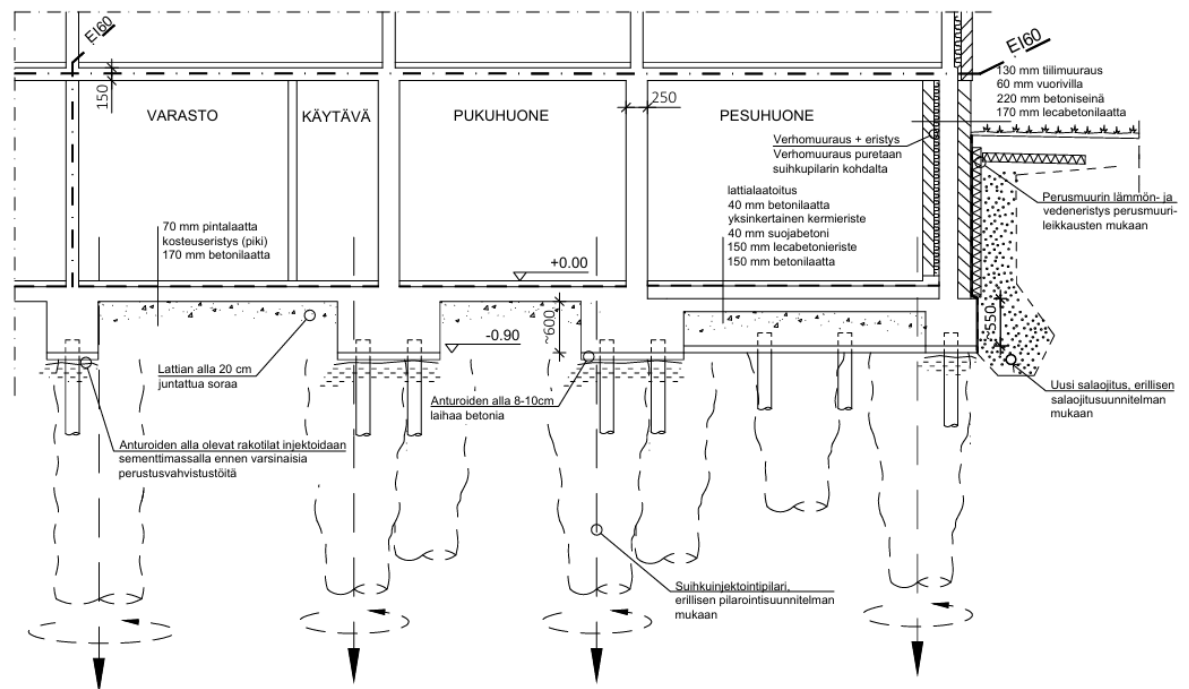 EI60
EI60
130 mm tiilimuuraus
60 mm vuorivilla
220 mm betoniseinä
170 mm lecabetonilaatta
150
250
VARASTO
KÄYTÄVÄ
PUKUHUONE
PESUHUONE
Verhomuuraus + eristys
Verhomuuraus puretaan
suihkupilarin kohdalta
Perusmuurin lämmön- ja
vedeneristys perusmuuri-
leikkausten mukaan
lattialaatoitus
40 mm betonilaatta
yksinkertainen kermieriste
40 mm suojabetoni
150 mm lecabetonieriste
150 mm betonilaatta
70 mm pintalaatta
kosteuseristys (piki)
170 mm betonilaatta
+0.00
-0.90
~600
~550
Lattian alla 20 cm
juntattua soraa
Anturoiden alla 8-10cm
laihaa betonia
Uusi salaojitus, erillisen
salaojitusuunnitelman
mukaan
Anturoiden alla olevat rakotilat injektoidaan
sementtimassalla ennen varsinaisia
perustusvahvistustöitä
Suihkuinjektointipilari,
erillisen pilarointisuunnitelman
mukaan